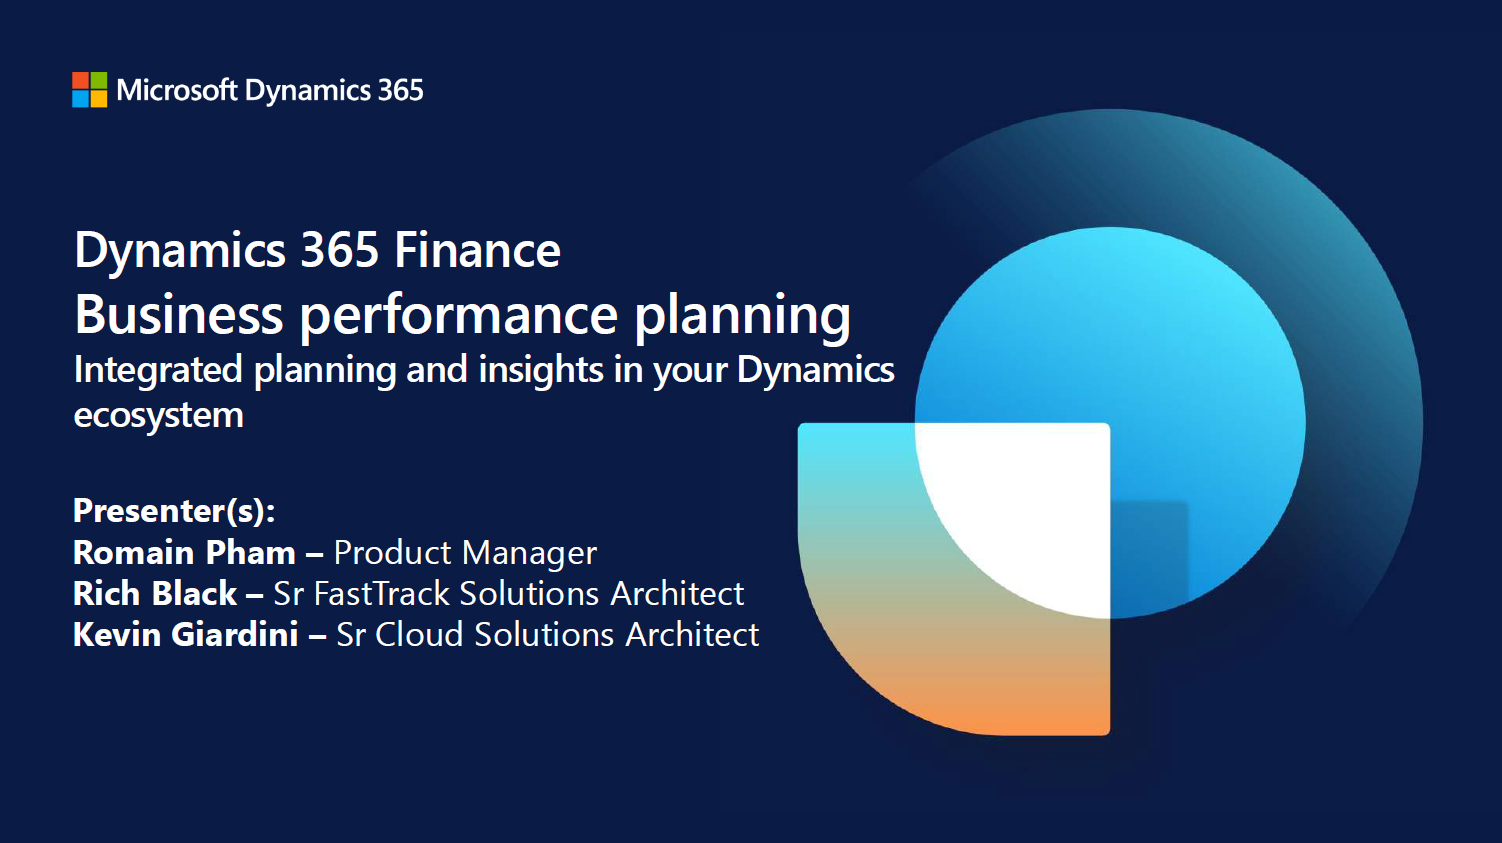 Microsoft Dynamics 365
Dynamics 365 Finance
Business performance planning
Integrated planning and insights in your Dynamics
ecosystem
Presenter(s):
Romain Pham – Product Manager
Rich Black – Sr FastTrack Solutions Architect
Kevin Giardini – Sr Cloud Solutions Architect